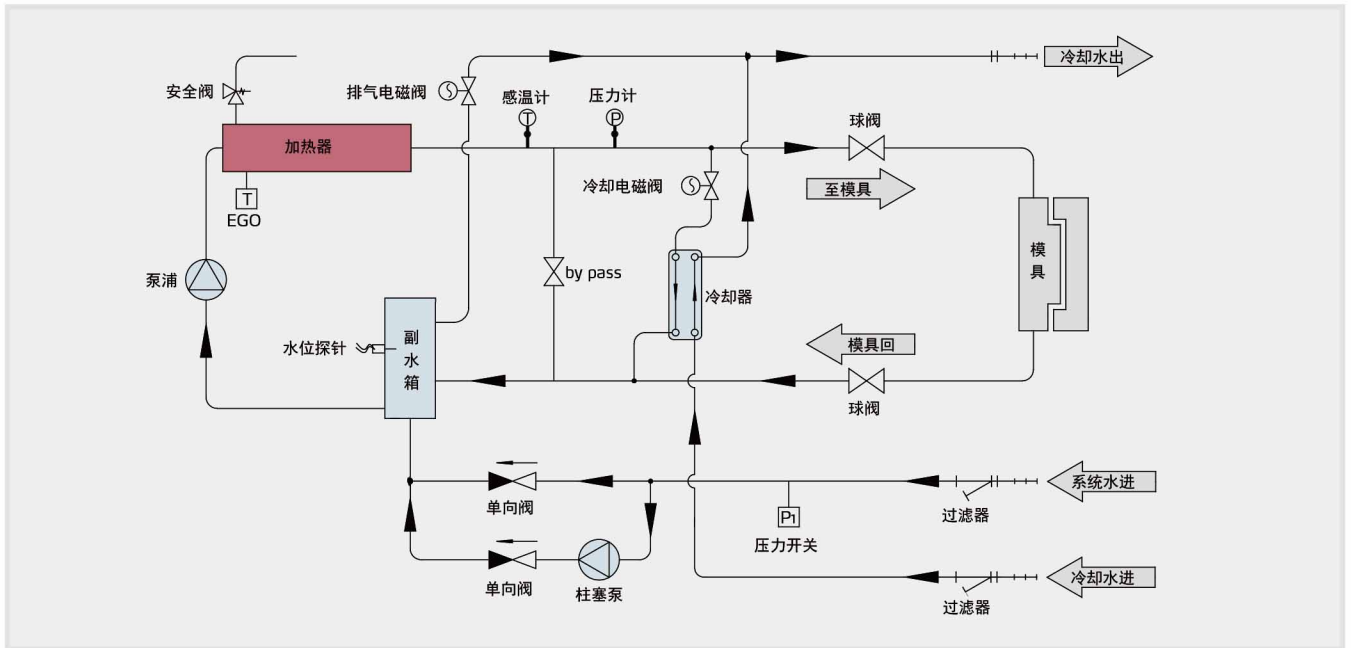 冷却水出
安全阀
排气电磁阀
感温计
压力计
T
P
球阀
加热器
冷却电磁阀
至模具
T
EGO
模具
泵浦
by pass
冷却器
副水箱
水位探针
模具回
球阀
系统水进
单向阀
过滤器
P1
压力开关
单向阀
柱塞泵
冷却水进
过滤器